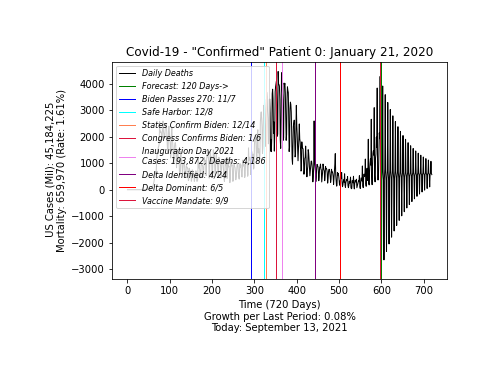 Covid-19 - "Confirmed" Patient 0: January 21, 2020
US Cases (Mil): 45,184,225
Mortality: 659,970 (Rate: 1.61%)
4000
3000
2000
1000
0
−1000
−2000
−3000
Daily Deaths
Forecast: 120 Days->
Biden Passes 270: 11/7
Safe Harbor: 12/8
States Confirm Biden: 12/14
Congress Confirms Biden: 1/6
Inauguration Day 2021
Cases: 193,872, Deaths: 4,186
Delta Identified: 4/24
Delta Dominant: 6/5
Vaccine Mandate: 9/9
0 100 200 300 400 500 600 700
Time (720 Days)
Growth per Last Period: 0.08%
Today: September 13, 2021